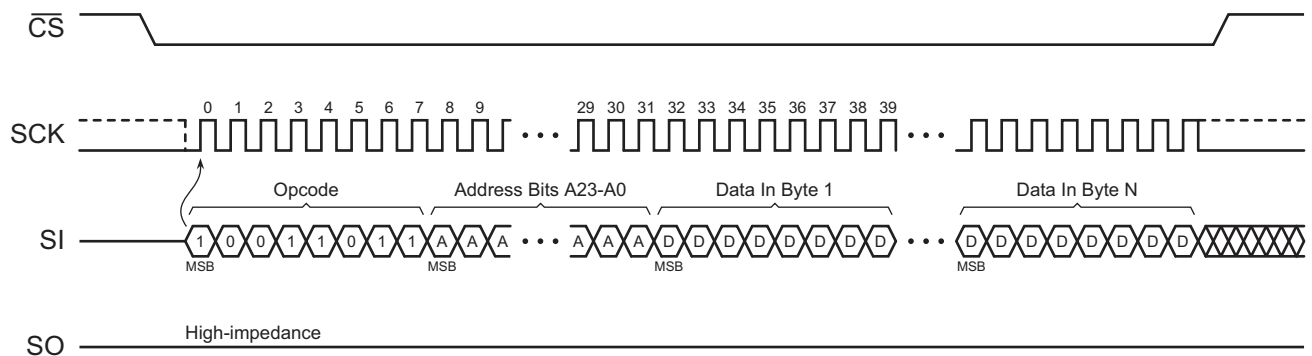 CS
0 1 2 3 4 5 6 7 8 9 29 30 31 32 33 34 35 36 37 38 39
SCK
Opcode Address Bits A23-A0 Data In Byte 1 Data In Byte N
SI 1 0 0 1 1 0 1 1 A A A A A A D D D D D D D D D D D D D D D D
MSB MSB MSB MSB
High-impedance
SO